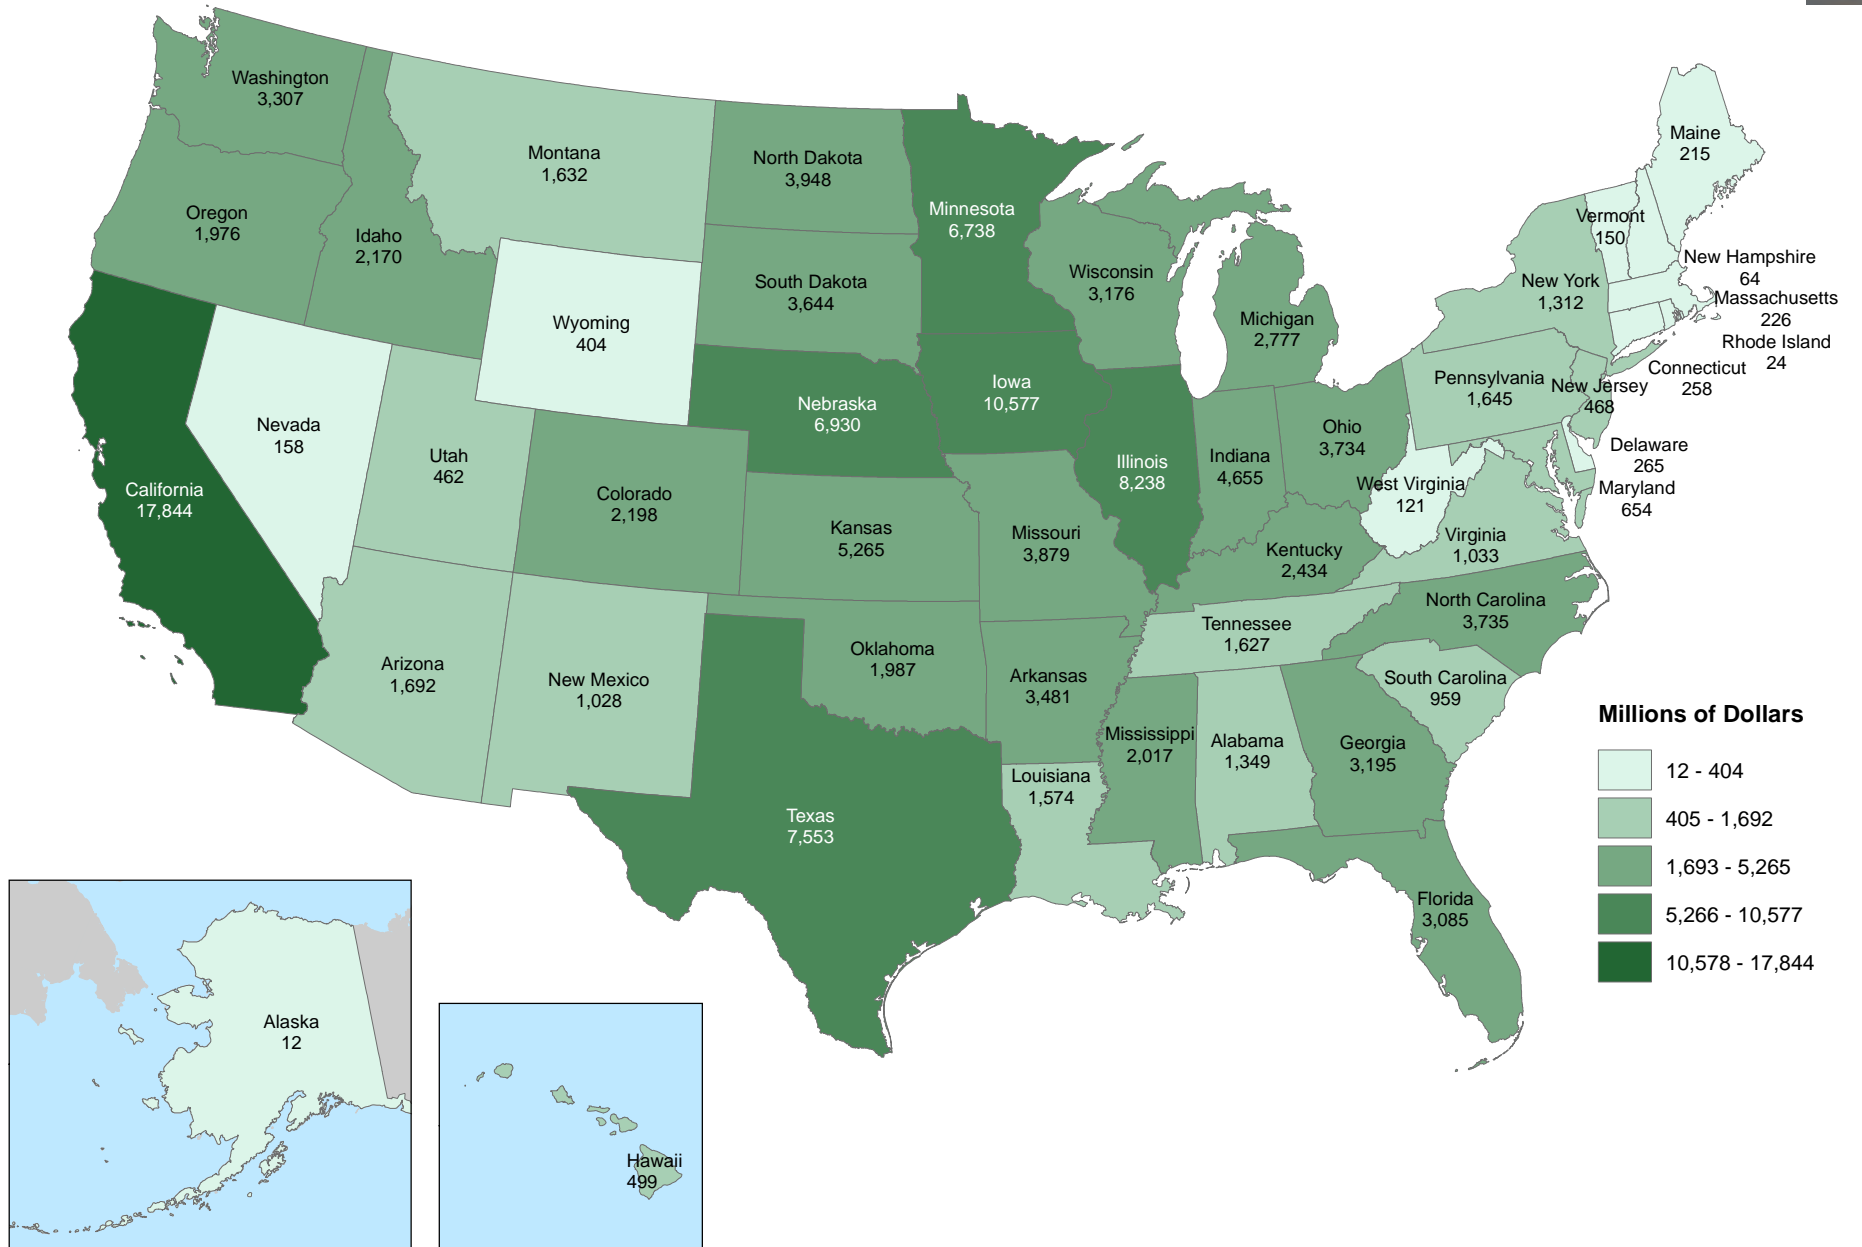 Washington
3,307
Montana
1,632
North Dakota
3,948
Minnesota
6,738
Maine
215
Oregon
1,976
Idaho
2,170
Vermont
150
New Hampshire
64
South Dakota
3,644
Wisconsin
3,176
New York
1,312
Massachusetts
226
Wyoming
404
Michigan
2,777
Rhode Island
24
Connecticut
258
Nevada
158
Nebraska
6,930
Iowa
10,577
Pennsylvania
1,645
New Jersey
468
Utah
462
Illinois
8,238
Indiana
4,655
Ohio
3,734
Delaware
265
California
17,844
Colorado
2,198
West Virginia
121
Maryland
654
Kansas
5,265
Missouri
3,879
Kentucky
2,434
Virginia
1,033
North Carolina
3,735
Tennessee
1,627
Arizona
1,692
New Mexico
1,028
Oklahoma
1,987
Arkansas
3,481
South Carolina
959
Mississippi
2,017
Alabama
1,349
Georgia
3,195
Louisiana
1,574
Texas
7,553
Florida
3,085
Alaska
12
Hawaii
499
Millions of Dollars
12 - 404
405 - 1,692
1,693 - 5,265
5,266 - 10,577
10,578 - 17,844